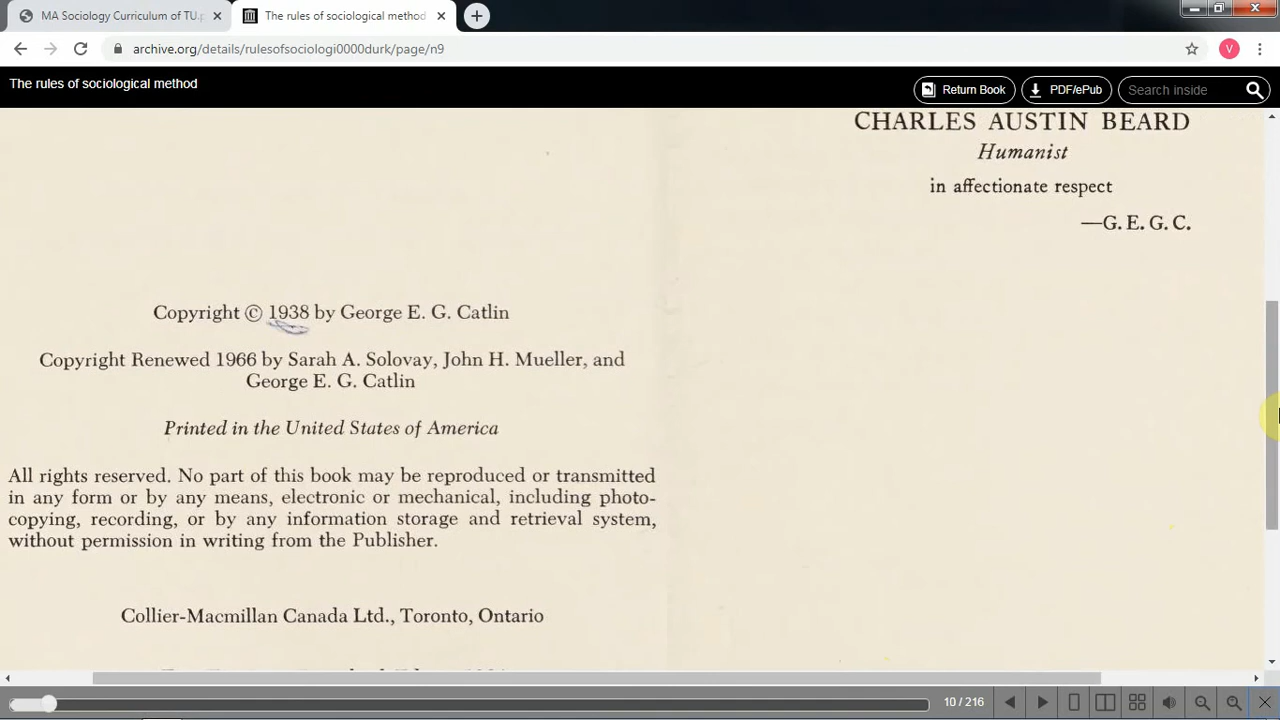 MA Sociology Curriculum of TU.p
The rules of sociological method
archive.org/details/rulesofsociologi0000durk/page/n9
V
The rules of sociological method
Return Book
PDF/ePub
Search inside
Copyright © 1938 by George E. G. Catlin
Copyright Renewed 1966 by Sarah A. Solovay, John H. Mueller, and
George E. G. Catlin
Printed in the United States of America
All rights reserved. No part of this book may be reproduced or transmitted
in any form or by any means, electronic or mechanical, including photo-
copying, recording, or by any information storage and retrieval system,
without permission in writing from the Publisher.
Collier-Macmillan Canada Ltd., Toronto, Ontario
CHARLES AUSTIN BEARD
Humanist
in affectionate respect
—G. E. G. C.
10 / 216